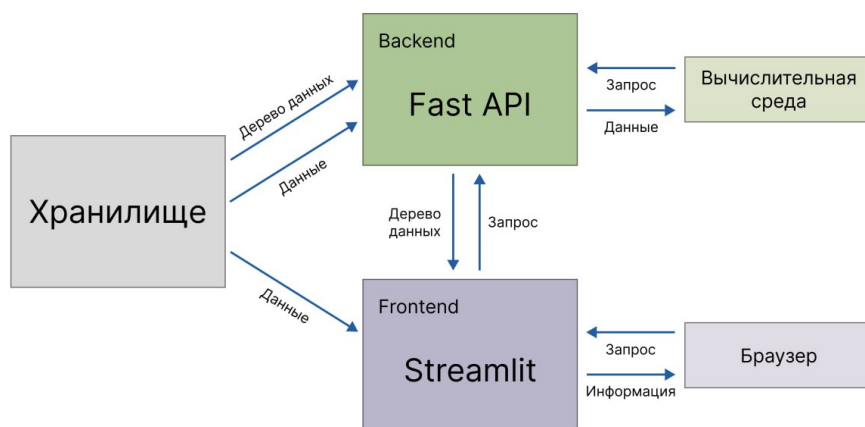 Backend
Fast API
Запрос
Данные
Вычислительная
среда
Дерево данных
Данные
Хранилище
Данные
Дерево
данных
Запрос
Frontend
Streamlit
Запрос
Информация
Браузер